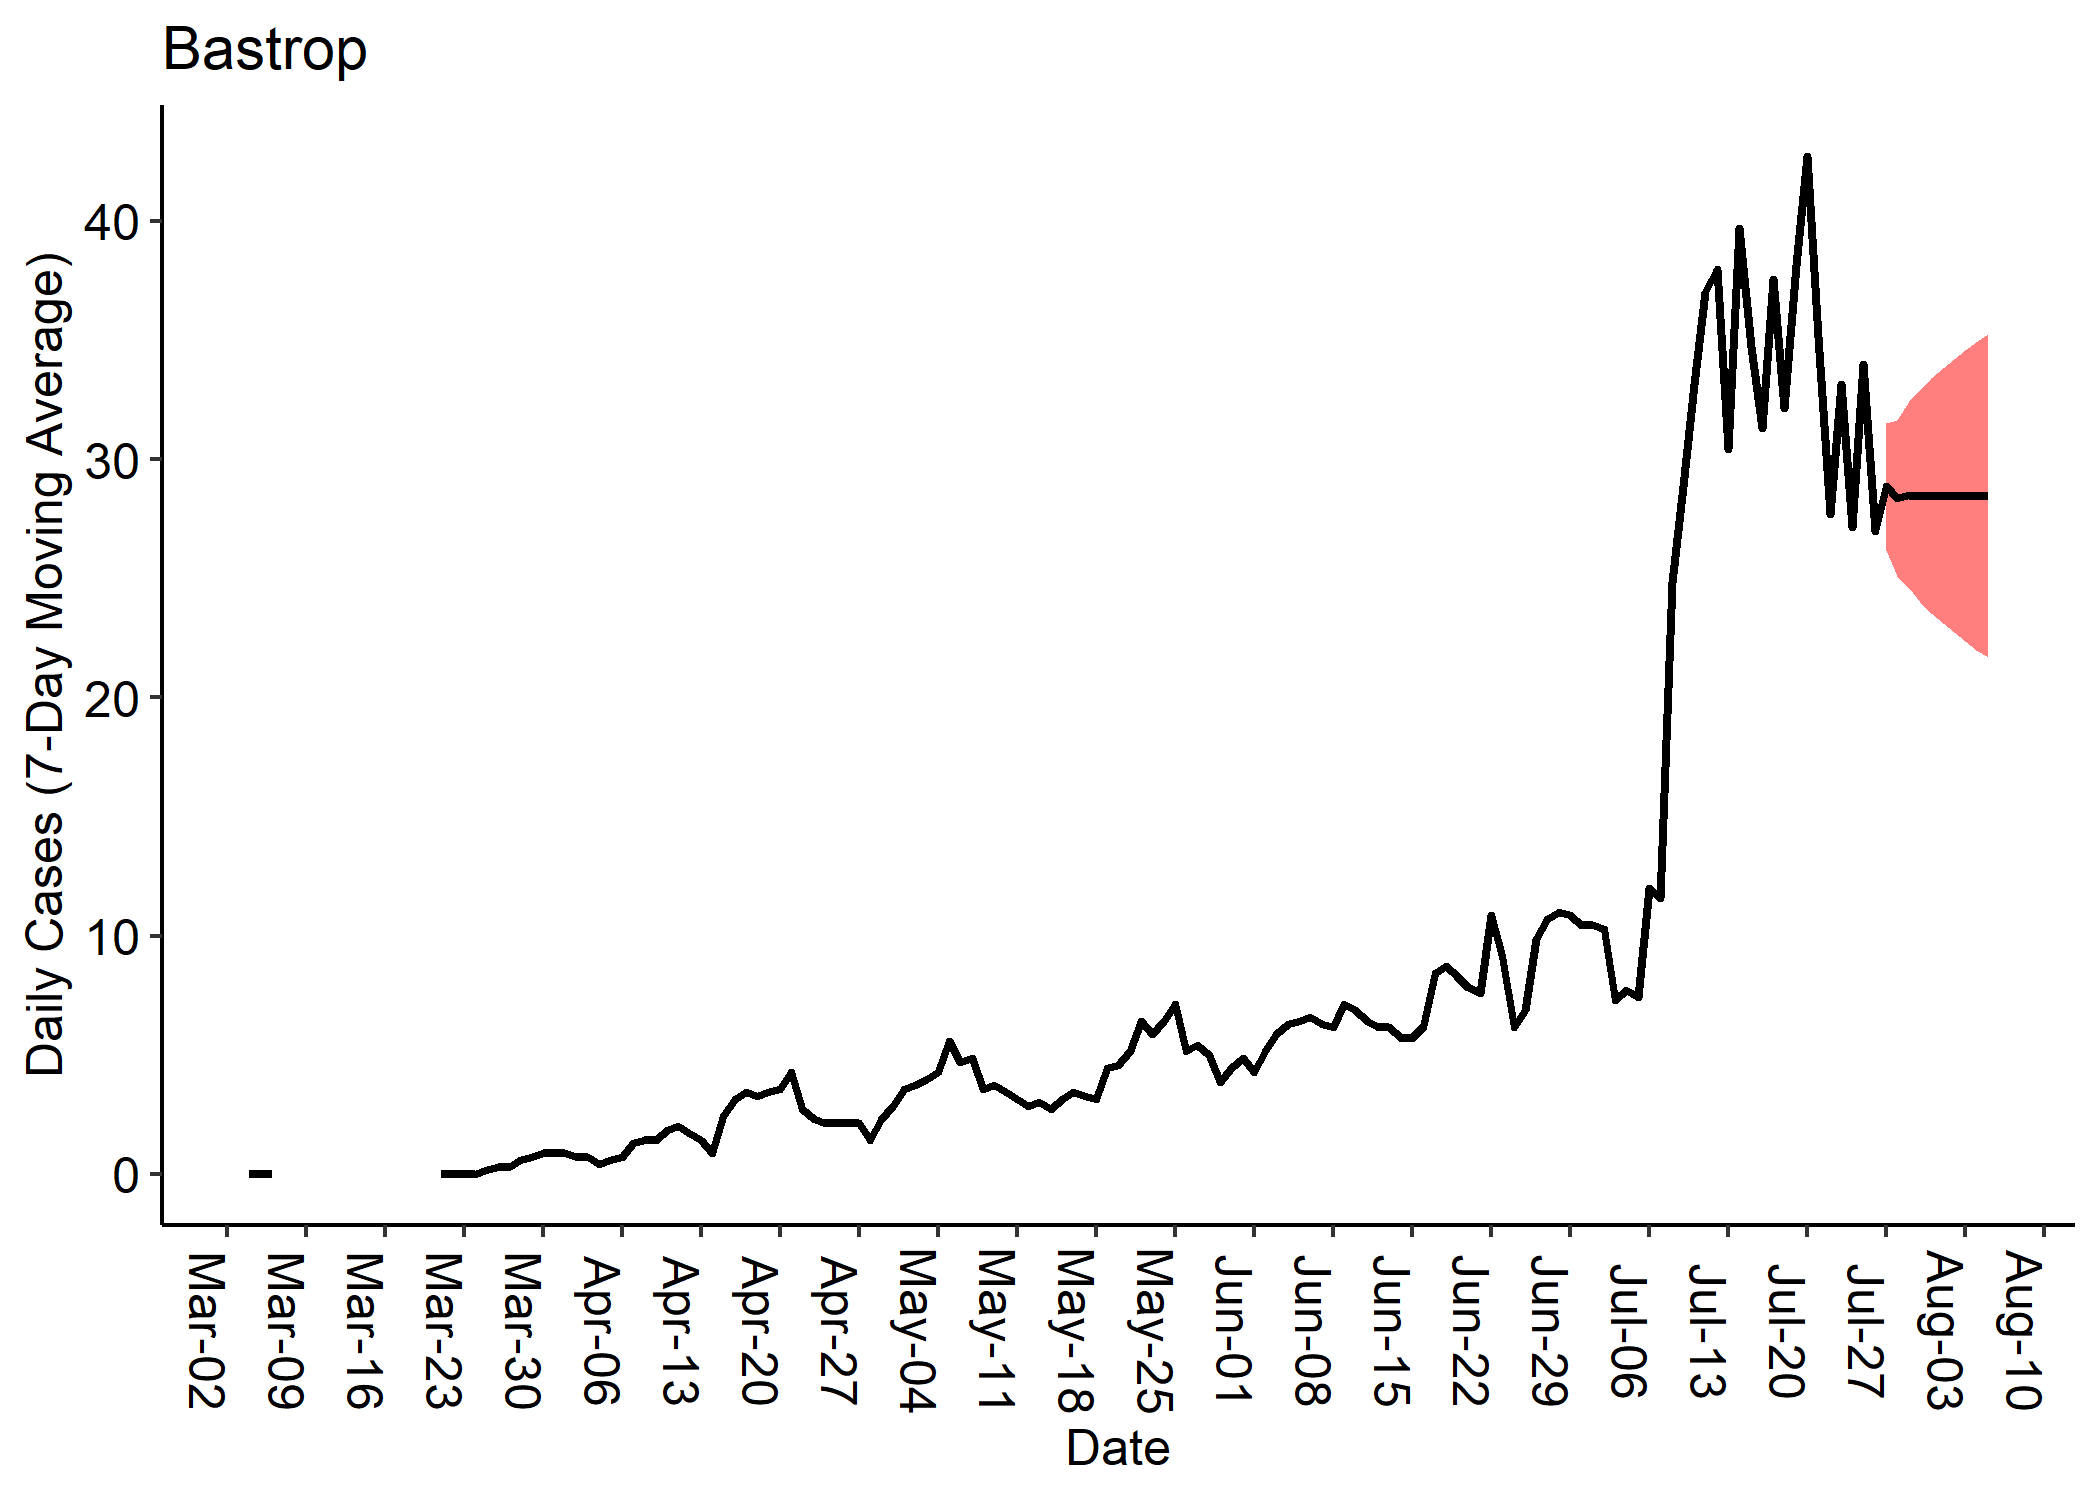 Bastrop
Daily Cases (7-Day Moving Average)
40
30
20
10
0
Mar-02
Mar-09
Mar-16
Mar-23
Mar-30
Apr-06
Apr-13
Apr-20
Apr-27
May-04
May-11
May-18
May-25
Jun-01
Jun-08
Jun-15
Jun-22
Jun-29
Jul-06
Jul-13
Jul-20
Jul-27
Aug-03
Aug-10
Date